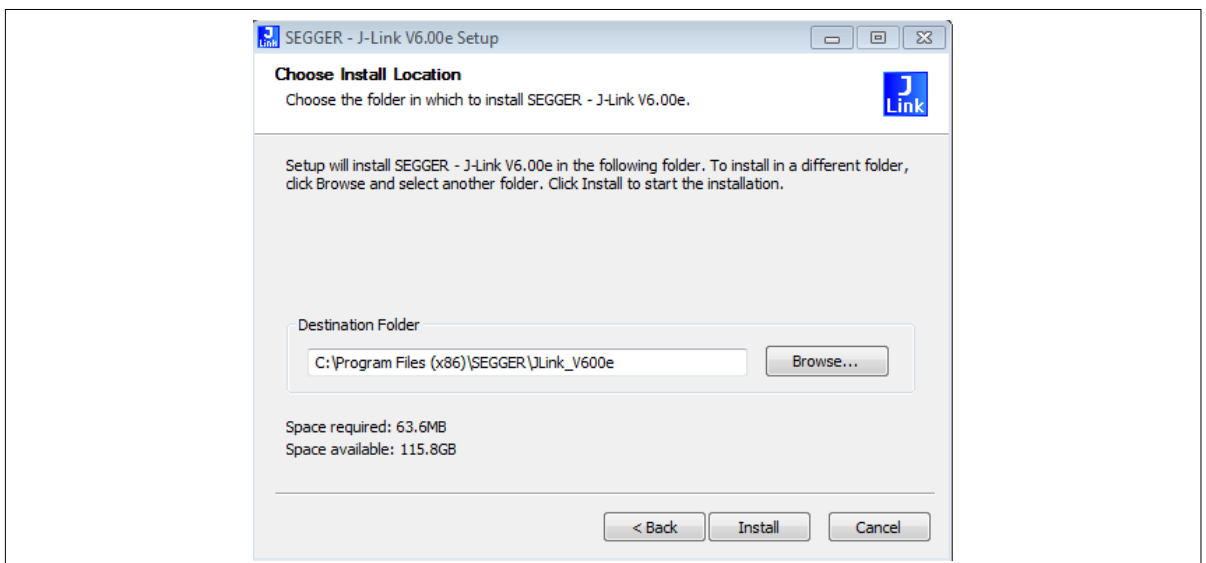 J
Link
SEGGER - J-Link V6.00e Setup
Choose Install Location
Choose the folder in which to install SEGGER - J-Link V6.00e.
J
Link
Setup will install SEGGER - J-Link V6.00e in the following folder. To install in a different folder,
click Browse and select another folder. Click Install to start the installation.
Destination Folder
C:\Program Files (x86)\SEGGER\JLink_V600e
Browse...
Space required: 63.6MB
Space available: 115.8GB
< Back
Install
Cancel